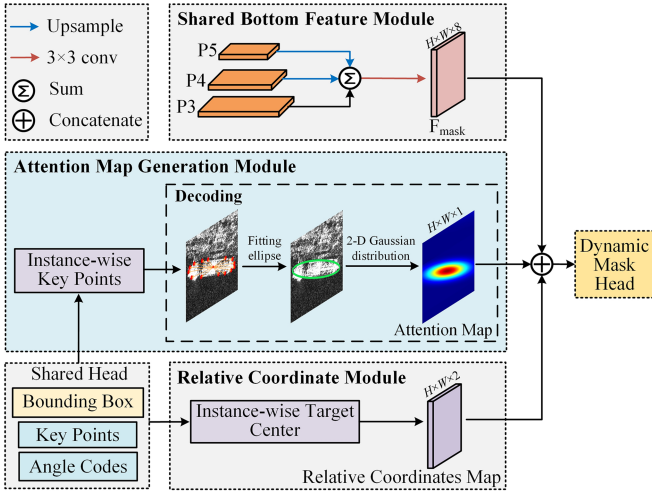 Upsample
3×3 conv
Sum
Concatenate
Shared Bottom Feature Module
P5
P4
P3
Σ
H×W×8
F_mask
Attention Map Generation Module
Decoding
Instance-wise
Key Points
Fitting
ellipse
2-D Gaussian
distribution
H×W×1
Attention Map
Dynamic
Mask
Head
Shared Head
Bounding Box
Key Points
Angle Codes
Relative Coordinate Module
Instance-wise Target
Center
H×W×2
Relative Coordinates Map